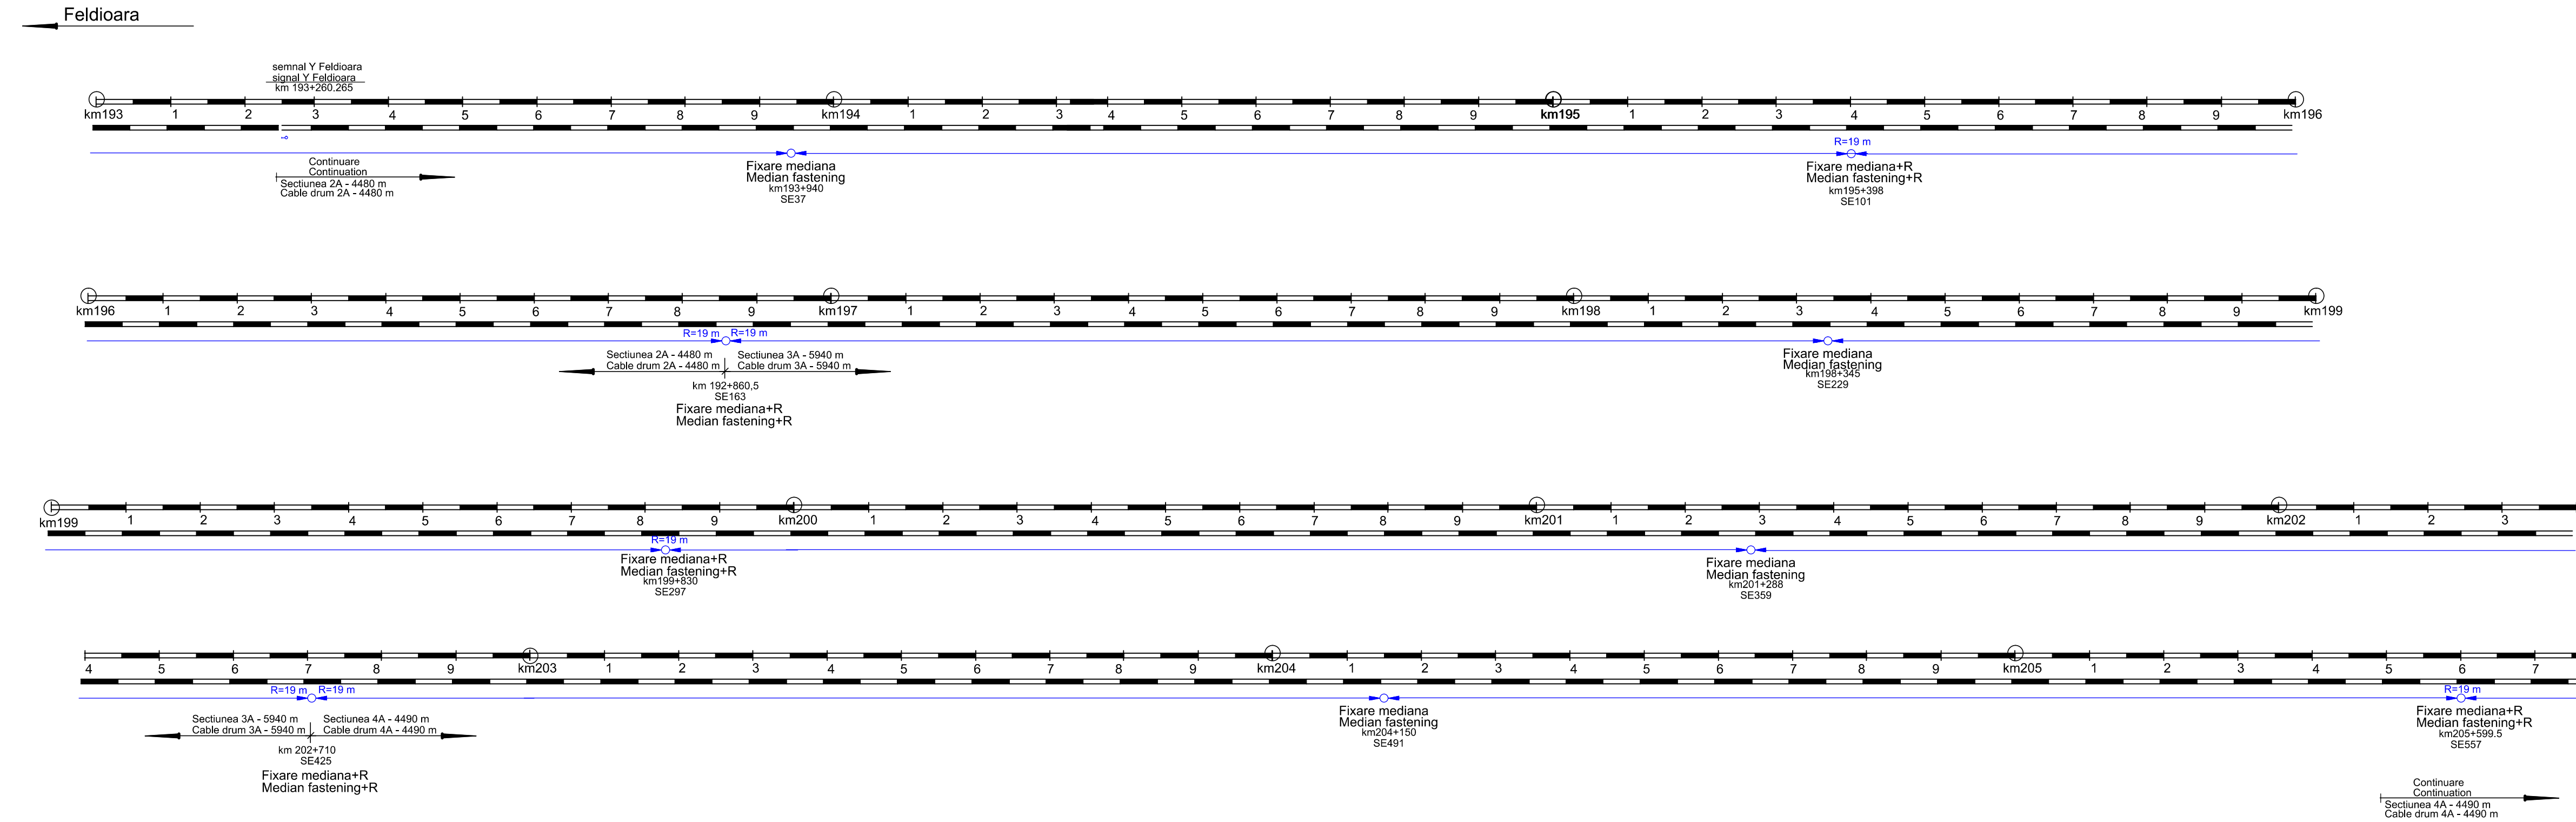 Feldioara
semnal Y Feldioara
signal Y Feldioara
km 193+260,265
km193 1 2 3 4 5 6 7 8 9 km194 1 2 3 4 5 6 7 8 9 km195 1 2 3 4 5 6 7 8 9 km196
R=19 m
Continuare
Continuation
Sectiunea 2A - 4480 m
Cable drum 2A - 4480 m
Fixare mediana
Median fastening
km193+940
SE37
Fixare mediana+R
Median fastening+R
km195+398
SE101
km196 1 2 3 4 5 6 7 8 9 km197 1 2 3 4 5 6 7 8 9 km198 1 2 3 4 5 6 7 8 9 km199
R=19 m R=19 m
Sectiunea 2A - 4480 m
Cable drum 2A - 4480 m
Sectiunea 3A - 5940 m
Cable drum 3A - 5940 m
km 192+860,5
SE163
Fixare mediana+R
Median fastening+R
Fixare mediana
Median fastening
km198+345
SE229
km199 1 2 3 4 5 6 7 8 9 km200 1 2 3 4 5 6 7 8 9 km201 1 2 3 4 5 6 7 8 9 km202 1 2 3
R=19 m
Fixare mediana+R
Median fastening+R
km199+830
SE297
Fixare mediana
Median fastening
km201+288
SE359
4 5 6 7 8 9 km203 1 2 3 4 5 6 7 8 9 km204 1 2 3 4 5 6 7 8 9 km205 1 2 3 4 5 6 7
R=19 m R=19 m
R=19 m
Sectiunea 3A - 5940 m
Cable drum 3A - 5940 m
Sectiunea 4A - 4490 m
Cable drum 4A - 4490 m
km 202+710
SE425
Fixare mediana+R
Median fastening+R
Fixare mediana
Median fastening
km204+150
SE491
Fixare mediana+R
Median fastening+R
km205+599.5
SE557
Continuare
Continuation
Sectiunea 4A - 4490 m
Cable drum 4A - 4490 m